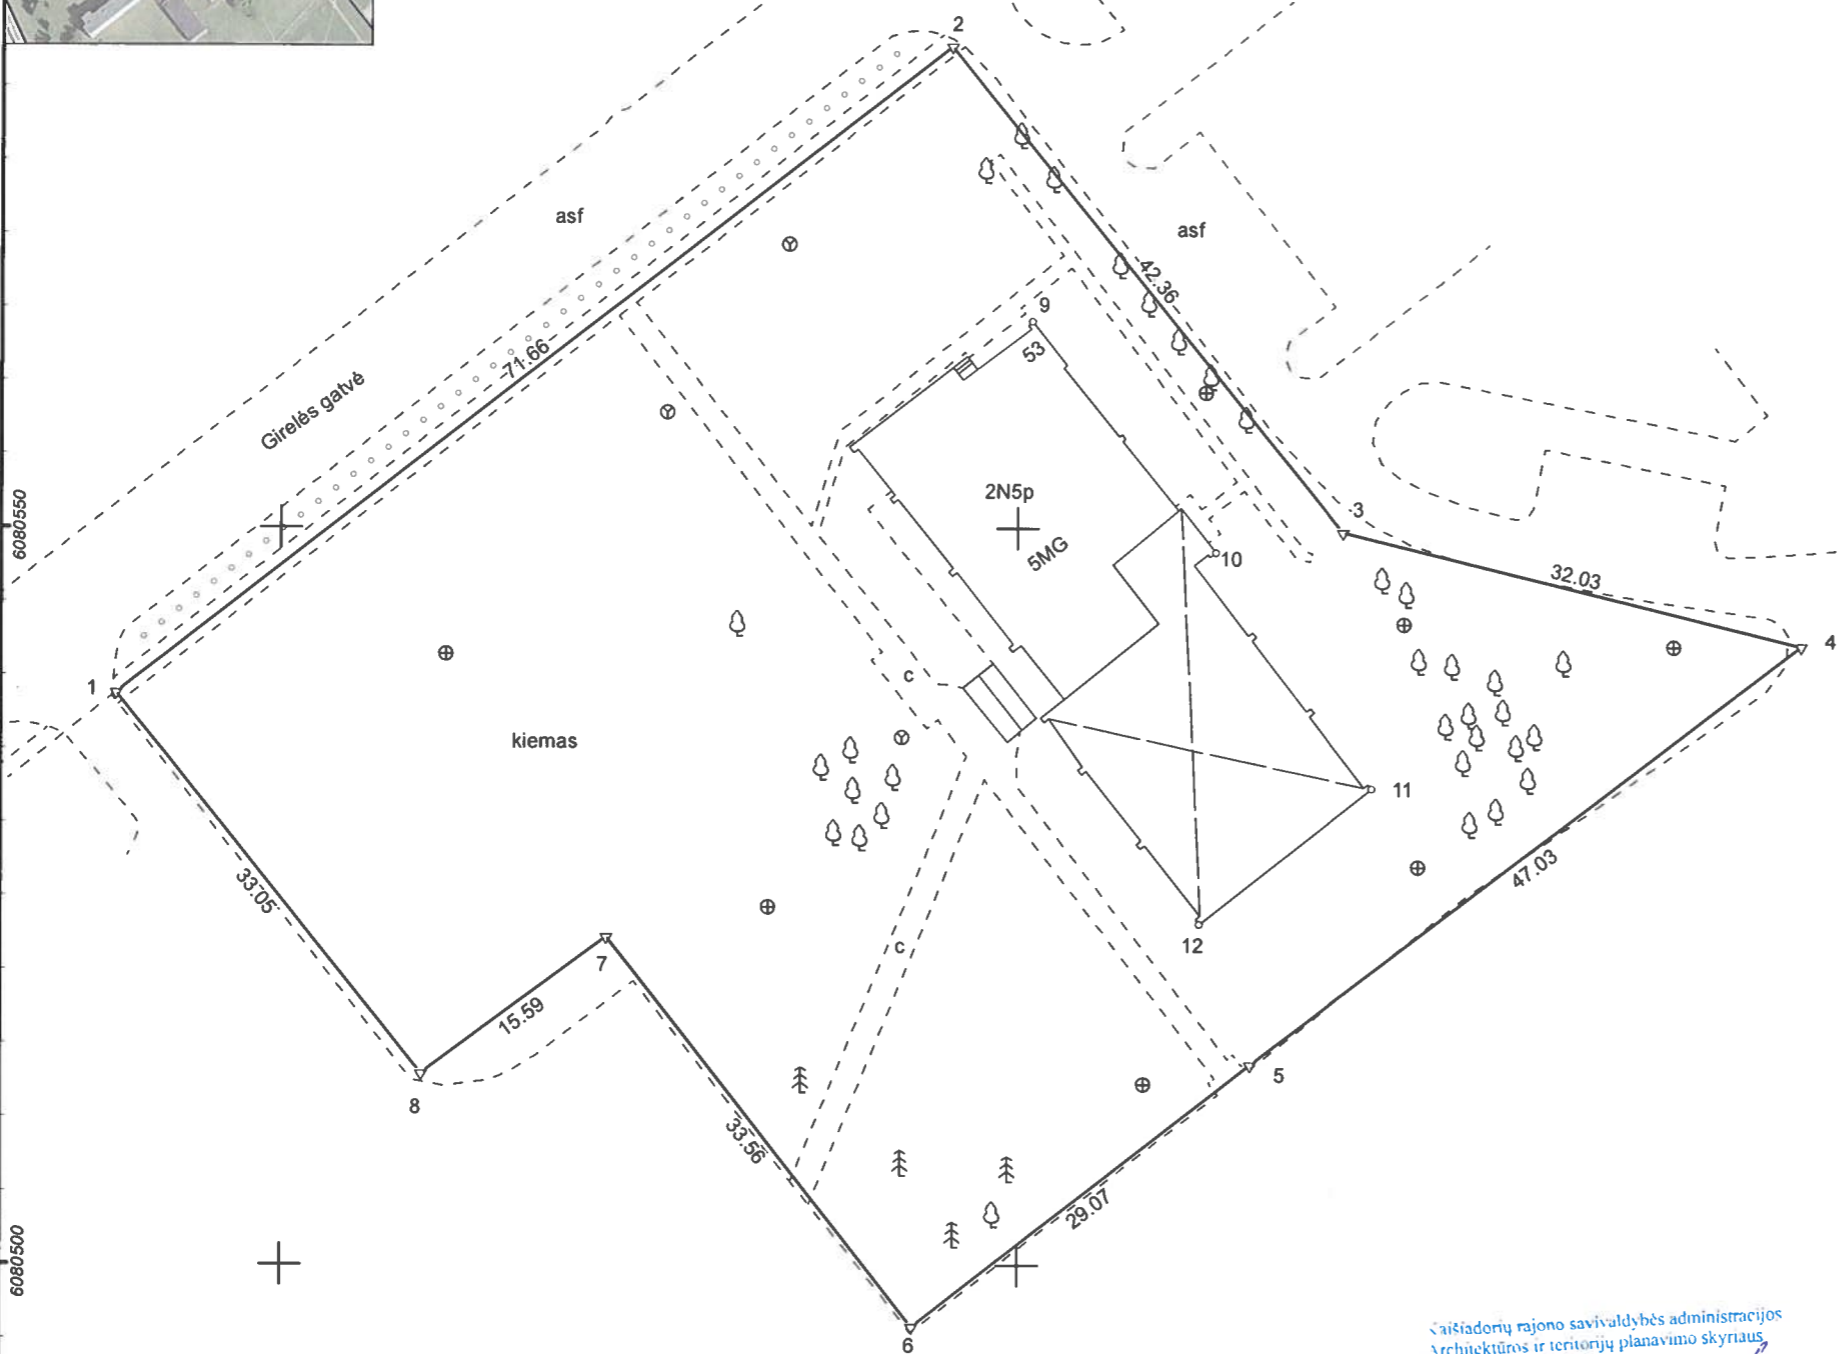 2
asf
asf
42.36
9
53
71.66
Girelės gatvė
6080550
2N5p
5MG
3
10
32.03
4
1
c
kiemas
11
33.05
47.03
12
c
7
15.59
5
8
33.56
29.07
6080500
6
rajono savivaldybės administracijos
Architektūros ir teritorijų planavimo skyriaus